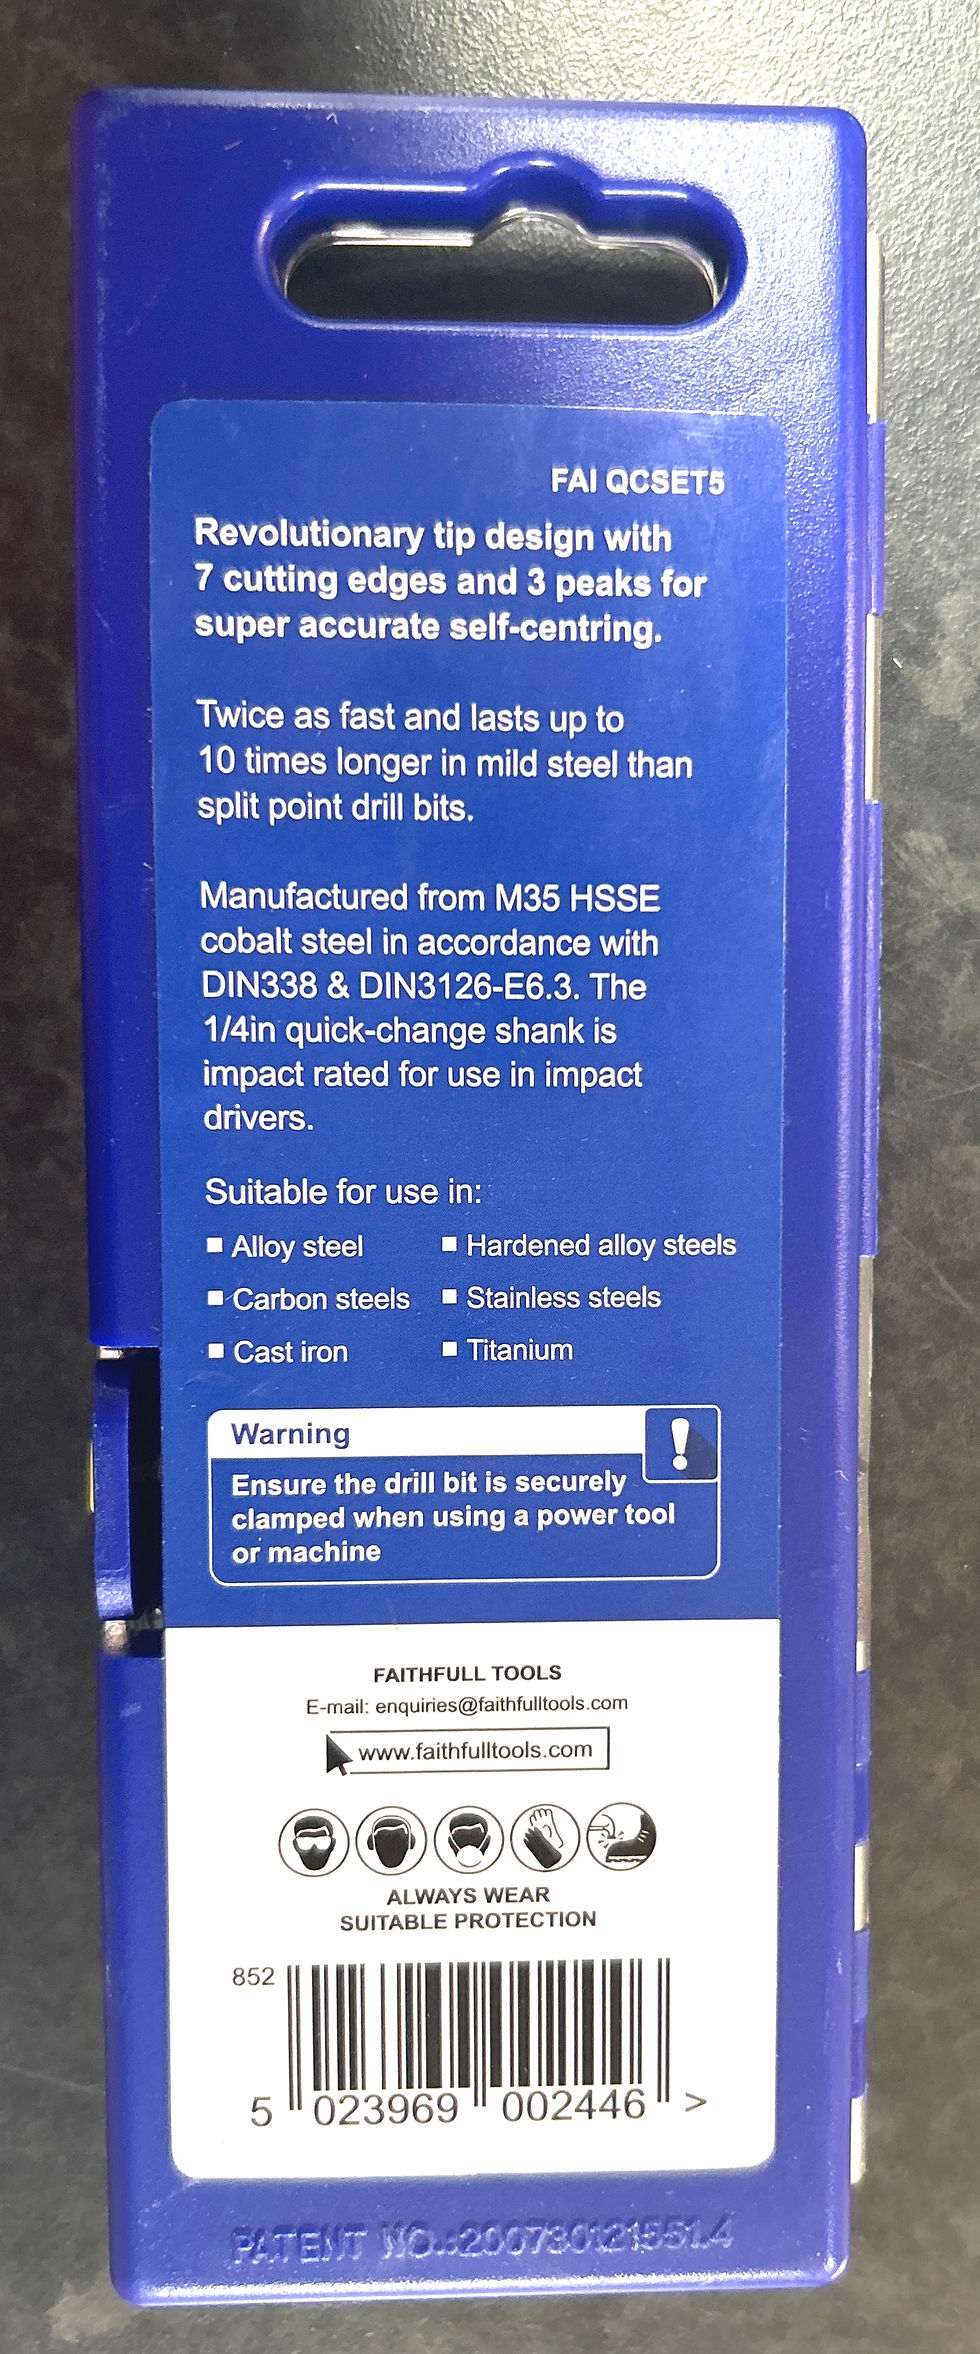 FAI QCSET5
Revolutionary tip design with
7 cutting edges and 3 peaks for
super accurate self-centring.
Twice as fast and lasts up to
10 times longer in mild steel than
split point drill bits.
Manufactured from M35 HSSE
cobalt steel in accordance with
DIN338 & DIN3126-E6.3. The
1/4in quick-change shank is
impact rated for use in impact
drivers.
Suitable for use in:
Alloy steel
Hardened alloy steels
Carbon steels
Stainless steels
Cast iron
Titanium
Warning
!
Ensure the drill bit is securely
clamped when using a power tool
or machine
FAITHFULL TOOLS
E-mail: enquiries@faithfulltools.com
www.faithfulltools.com
ALWAYS WEAR
SUITABLE PROTECTION
852
5 023969 002446 >
PATENT NO.:200730121551.4